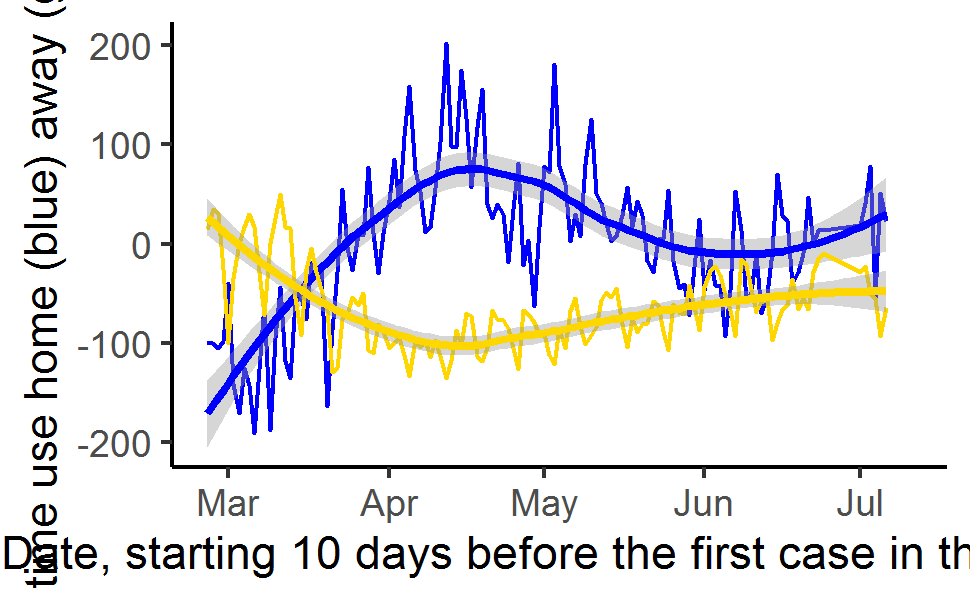 time use home (blue) away (g
200
100
0
-100
-200
Mar Apr May Jun Jul
Date, starting 10 days before the first case in th